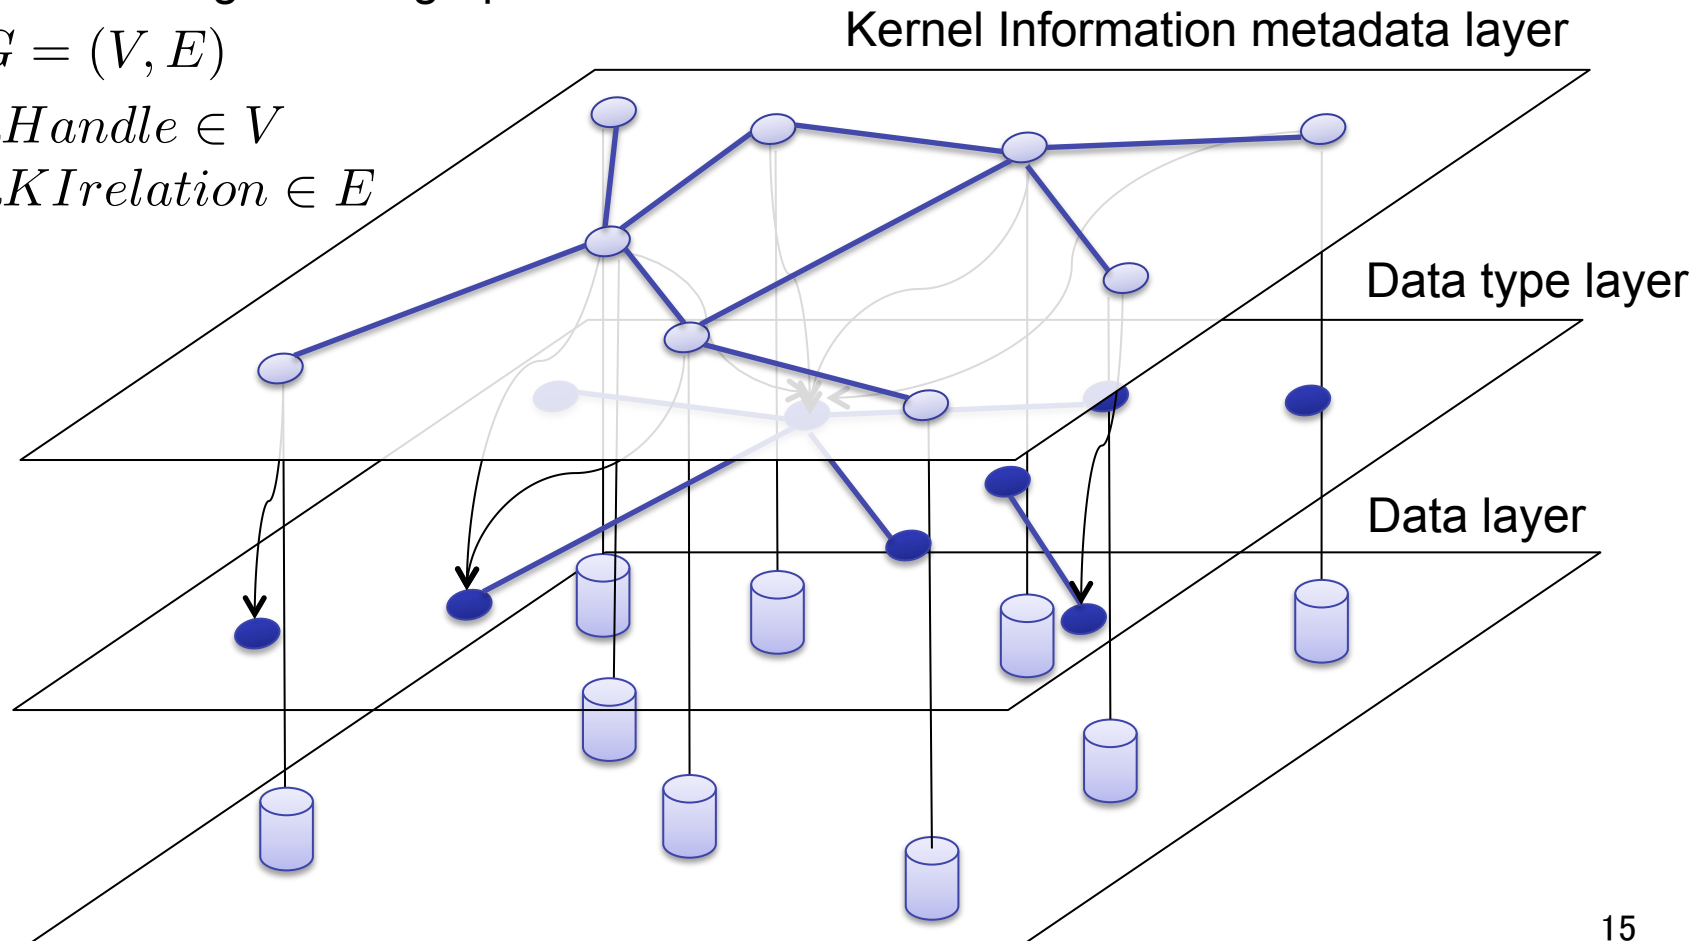 Kernel Information metadata layer
G = (V, E)
.Handle ∈ V
.KIrelation ∈ E
Data type layer
Data layer
15